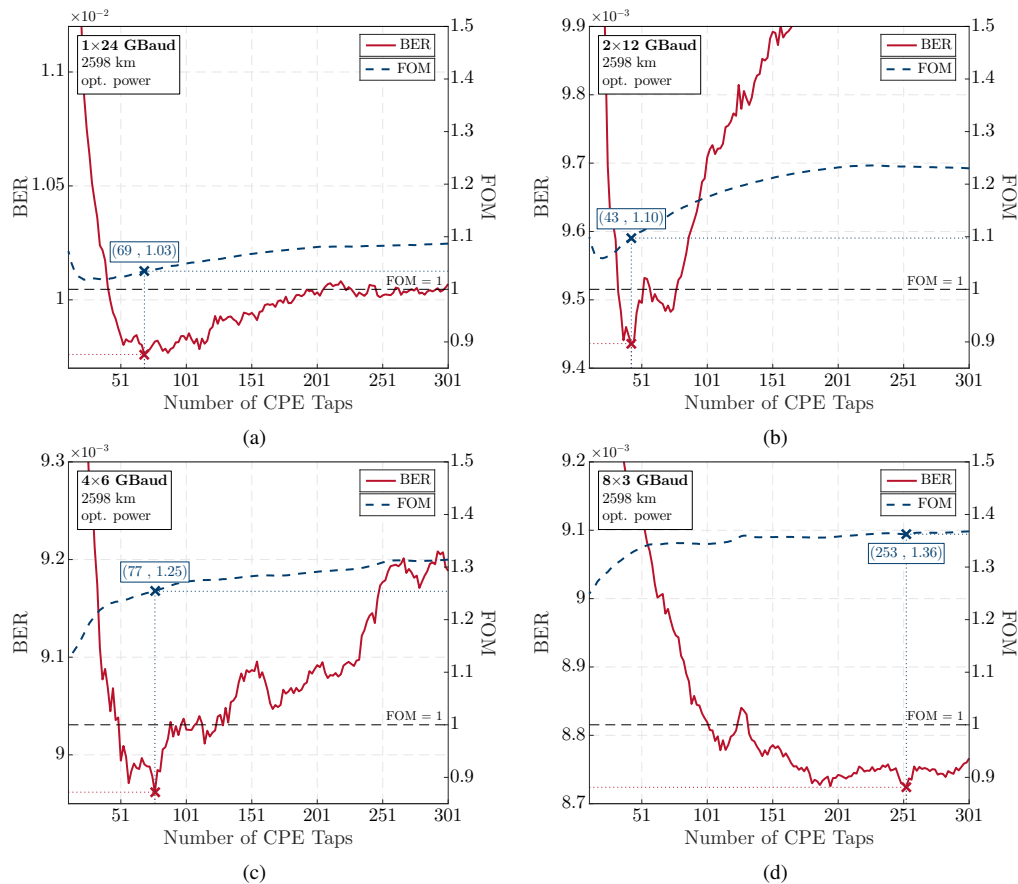 ×10⁻²
1×24 GBaud
2598 km
opt. power
BER
FOM
1.1
1.05
1
1.5
1.4
1.3
1.2
1.1
1
0.9
(69 , 1.03)
FOM = 1
BER
FOM
51 101 151 201 251 301
Number of CPE Taps
(a)
×10⁻³
2×12 GBaud
2598 km
opt. power
BER
FOM
9.9
9.8
9.7
9.6
9.5
9.4
1.5
1.4
1.3
1.2
1.1
1
0.9
(43 , 1.10)
FOM = 1
BER
FOM
51 101 151 201 251 301
Number of CPE Taps
(b)
×10⁻³
4×6 GBaud
2598 km
opt. power
BER
FOM
9.3
9.2
9.1
9
1.5
1.4
1.3
1.2
1.1
1
0.9
(77 , 1.25)
FOM = 1
BER
FOM
51 101 151 201 251 301
Number of CPE Taps
(c)
×10⁻³
8×3 GBaud
2598 km
opt. power
BER
FOM
9.2
9.1
9
8.9
8.8
8.7
1.5
1.4
1.3
1.2
1.1
1
0.9
(253 , 1.36)
FOM = 1
BER
FOM
51 101 151 201 251 301
Number of CPE Taps
(d)